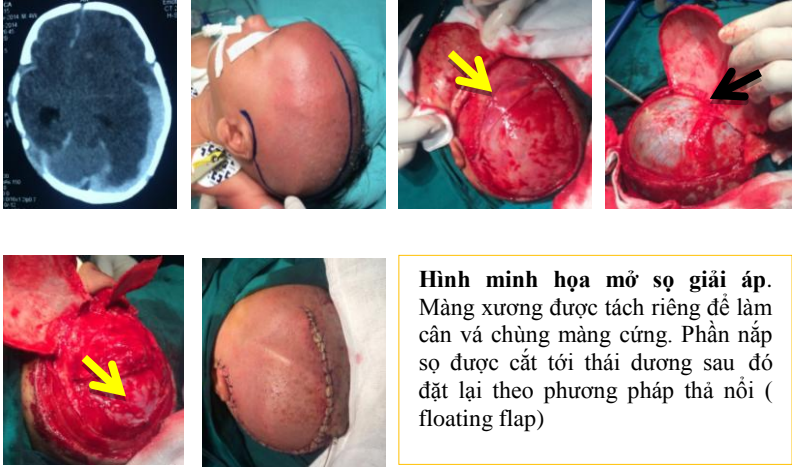 CA
2014
Hình minh họa mở sọ giải áp.
Màng xương được tách riêng để làm
cân vá chùng màng cứng. Phần nắp
sọ được cắt tới thái dương sau đó
đặt lại theo phương pháp thả nổi (
floating flap)